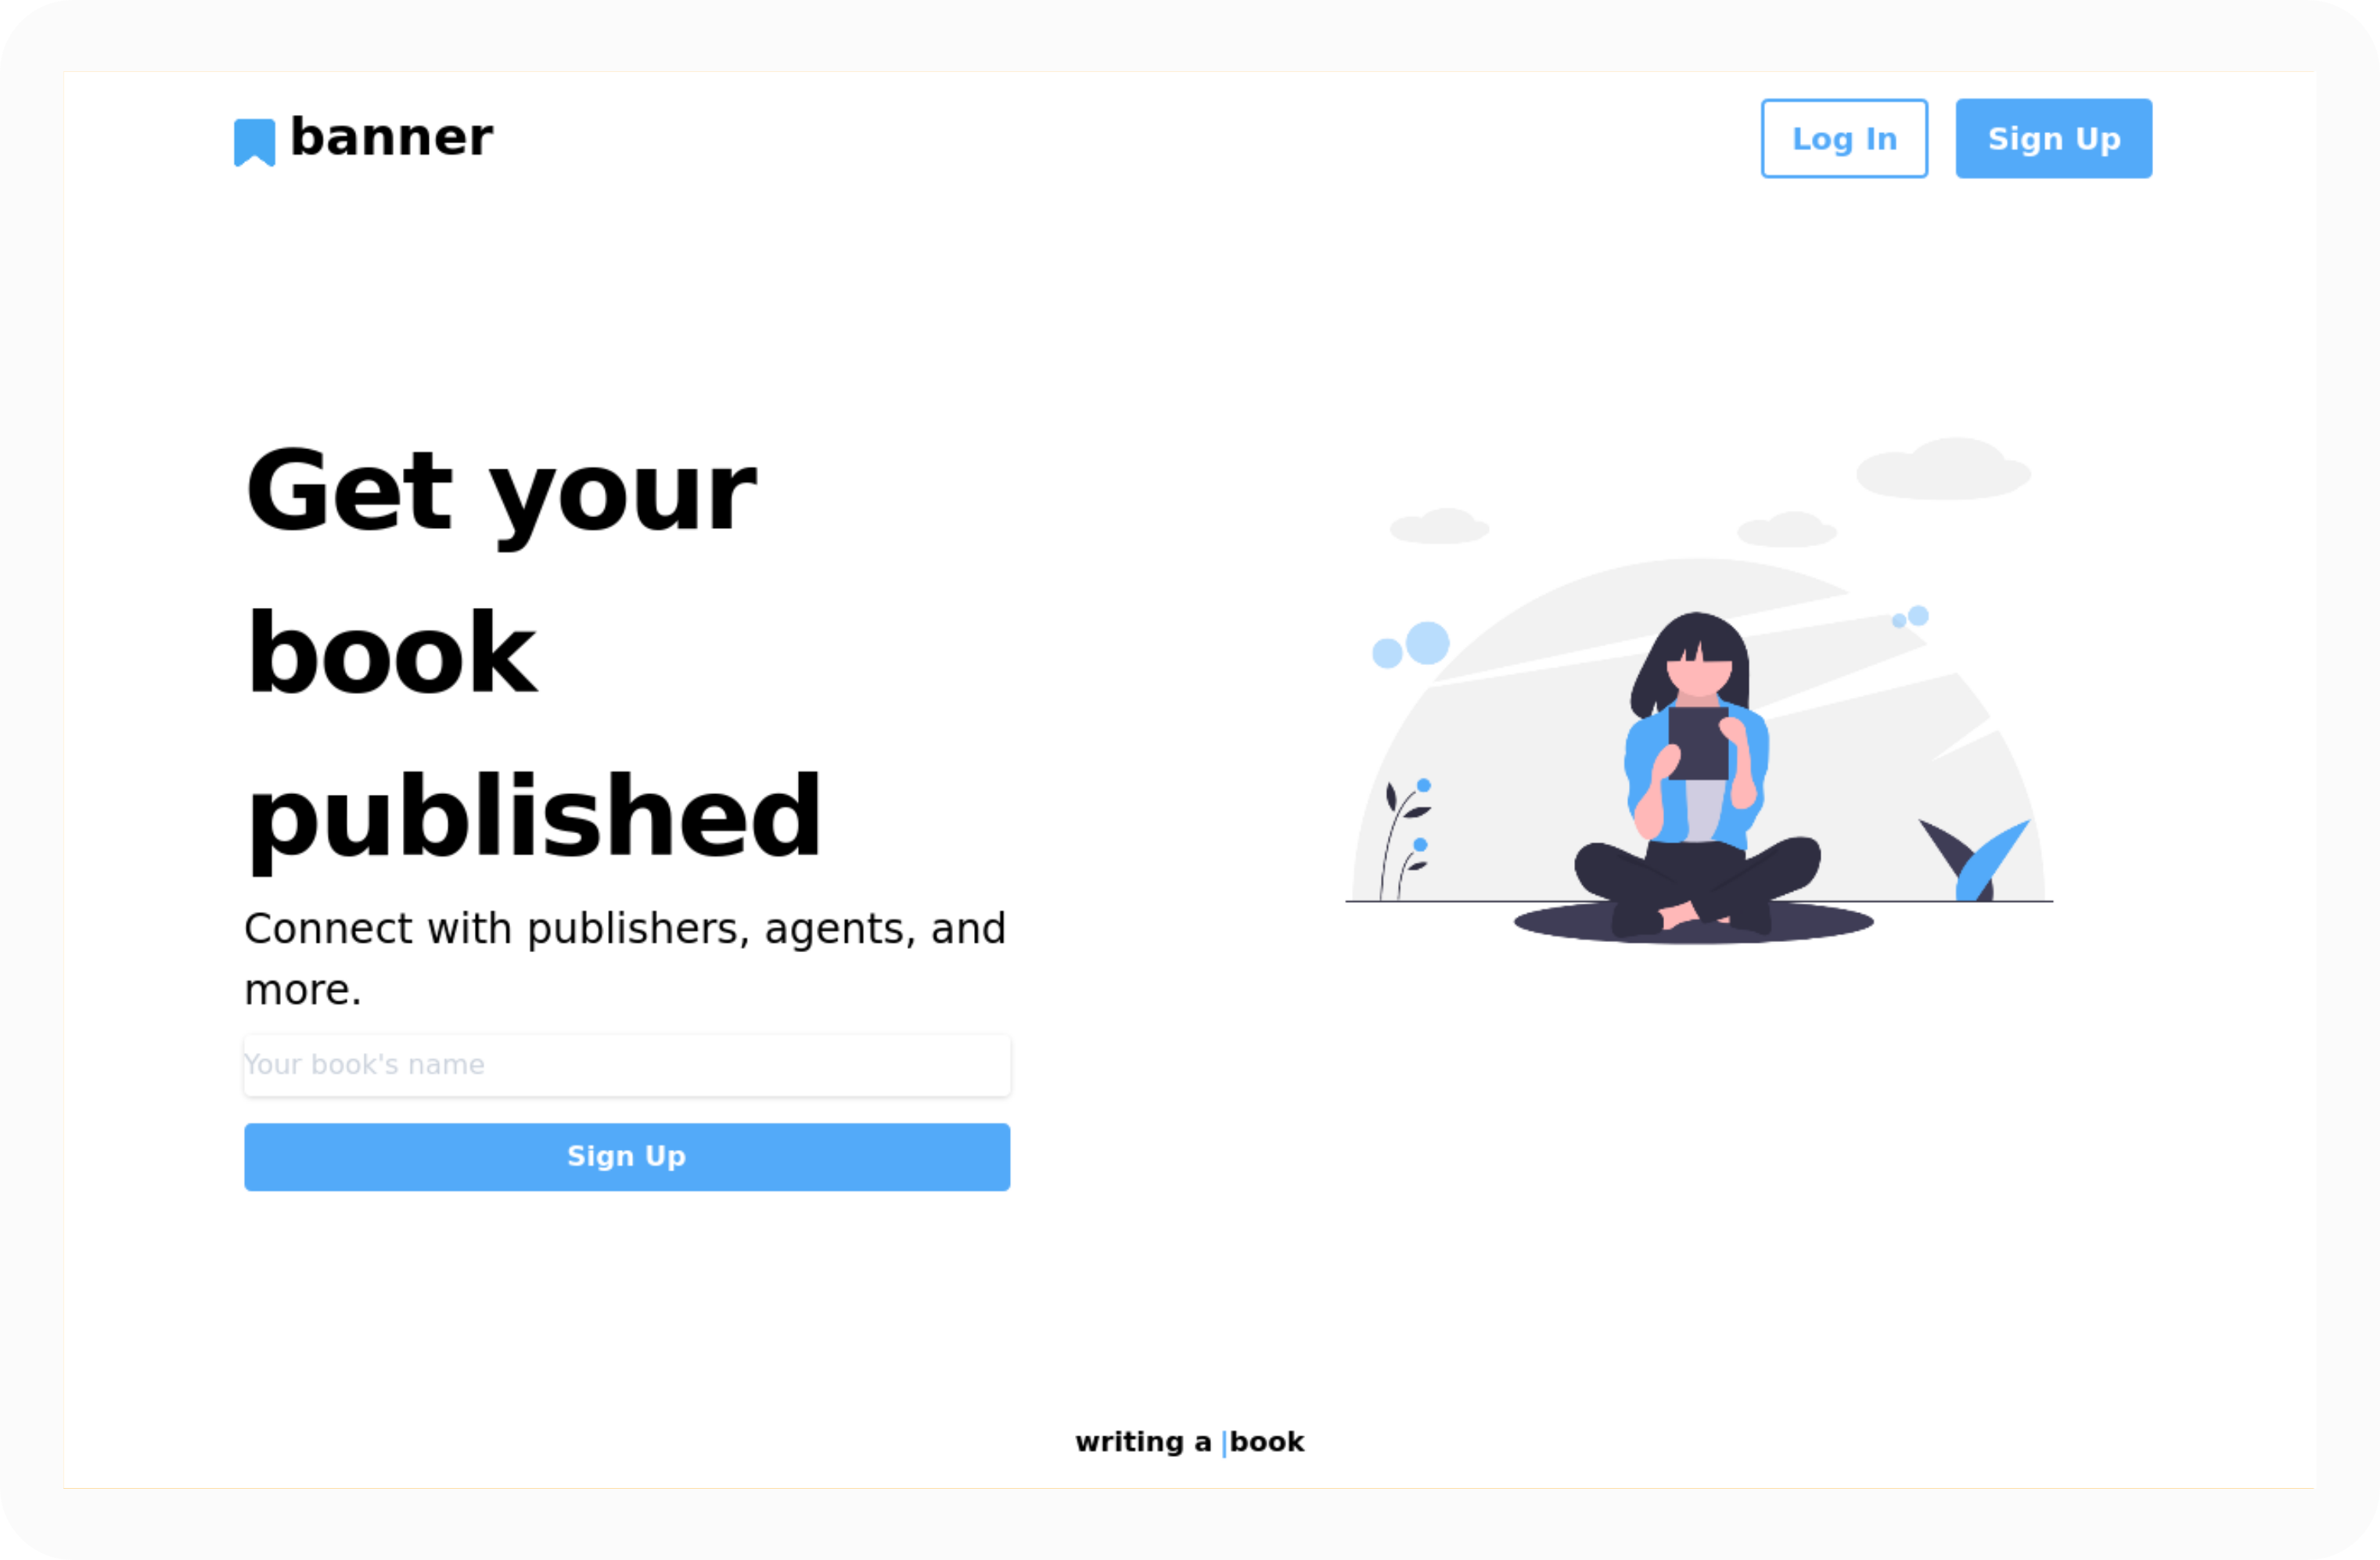 banner
Log In
Sign Up
Get your
book
published
Connect with publishers, agents, and
more.
Your book's name
Sign Up
writing a |book